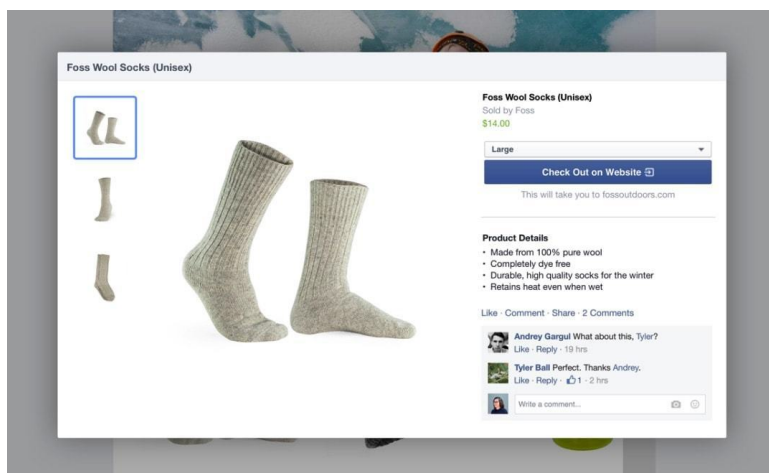 Foss Wool Socks (Unisex)
Foss Wool Socks (Unisex)
Sold by Foss
$14.00
Large
Check Out on Website
This will take you to fossoutdoors.com
Product Details
• Made from 100% pure wool
• Completely dye free
• Durable, high quality socks for the winter
• Retains heat even when wet
Like · Comment · Share · 2 Comments
Andrey Gargul What about this, Tyler?
Like · Reply · 19 hrs
Tyler Ball Perfect. Thanks Andrey.
Like · Reply · 1 · 2 hrs
Write a comment...